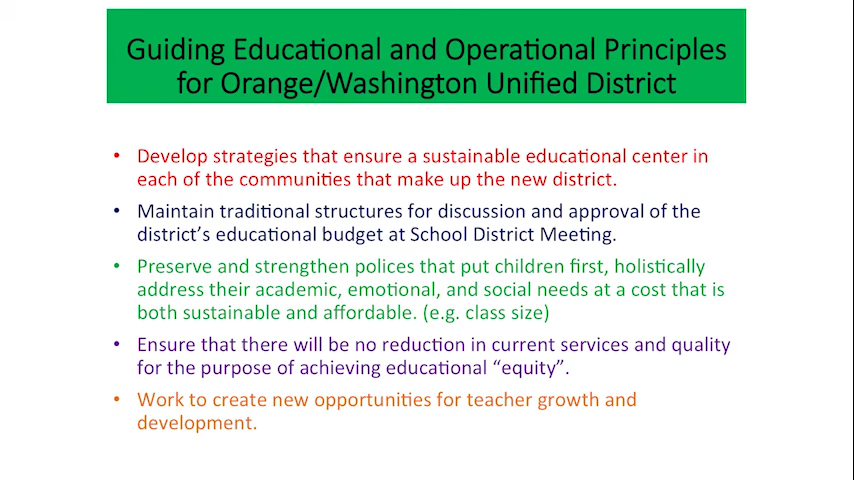 Guiding Educational and Operational Principles
for Orange/Washington Unified District
• Develop strategies that ensure a sustainable educational center in
each of the communities that make up the new district.
• Maintain traditional structures for discussion and approval of the
district's educational budget at School District Meeting.
• Preserve and strengthen polices that put children first, holistically
address their academic, emotional, and social needs at a cost that is
both sustainable and affordable. (e.g. class size)
• Ensure that there will be no reduction in current services and quality
for the purpose of achieving educational “equity”.
• Work to create new opportunities for teacher growth and
development.